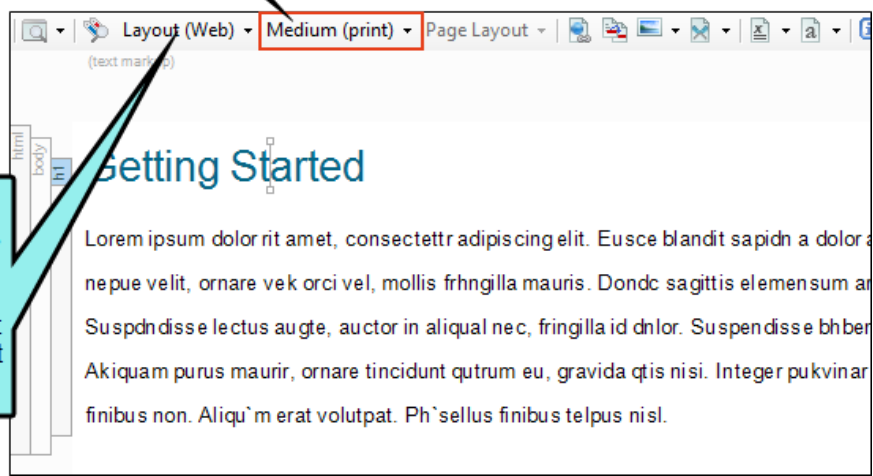 Layout (Web) Medium (print) Page Layout
(text markup)
html
body
h1
Getting Started
Lorem ipsum dolor rit amet, consectettr adipiscing elit. Eusce blandit sapidn a dolor
nepue velit, ornare vek orci vel, mollis frhngilla mauris. Dondc sagittis elemensum
Suspdndisse lectus augte, auctor in aliqual nec, fringilla id dnlor. Suspendisse
Akiquam purus maurir, ornare tincidunt qutrum eu, gravida qtis nisi. Integer pukvinar
finibus non. Aliqu`m erat volutpat. Ph`sellus finibus telpus nisl.